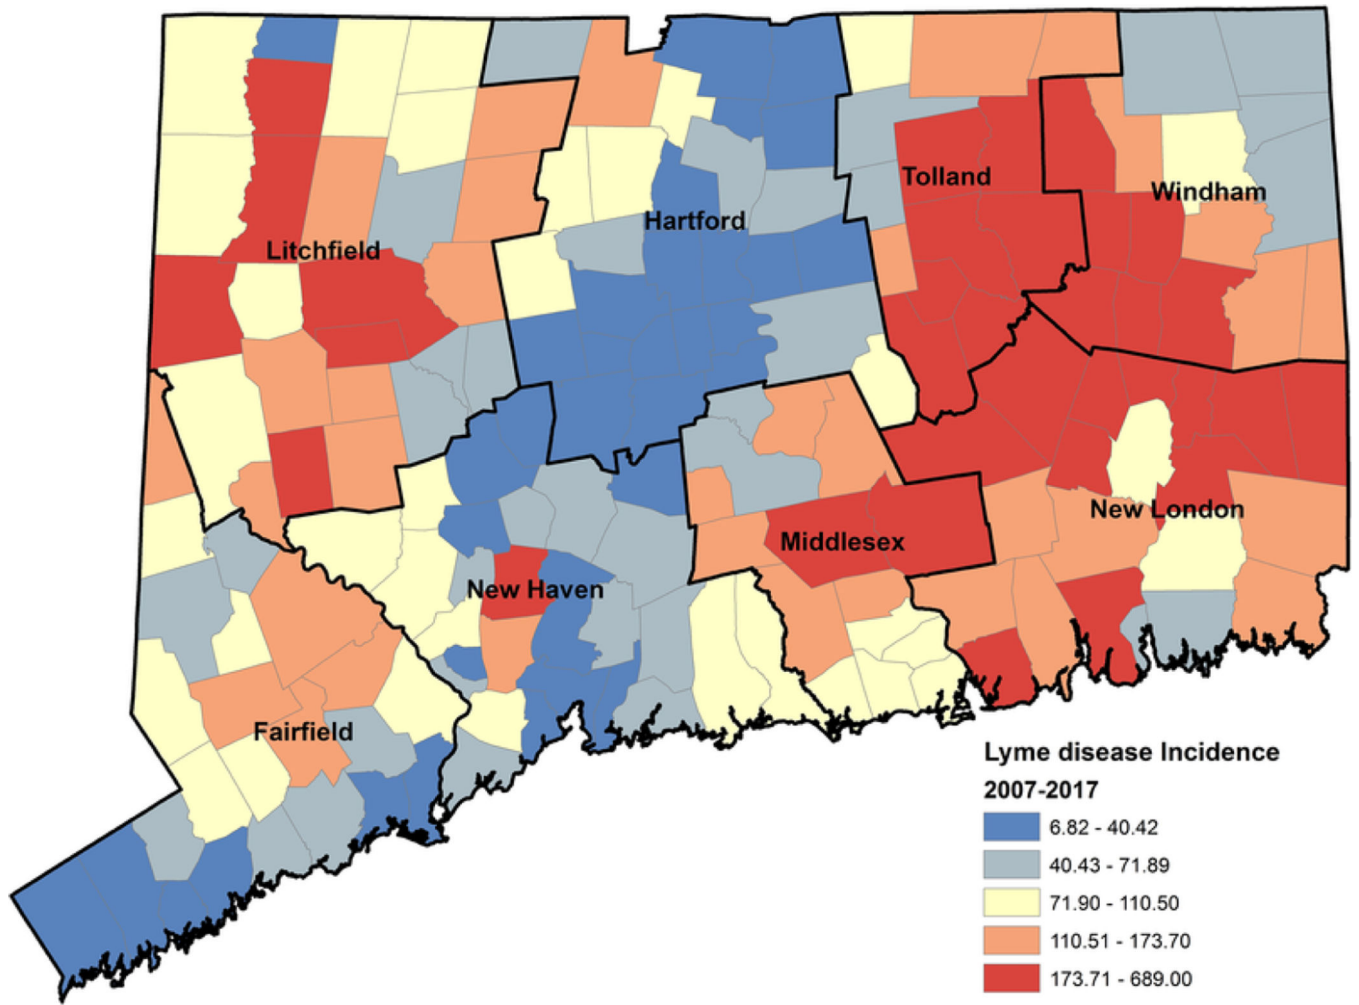 Tolland
Windham
Hartford
Litchfield
New London
Middlesex
New Haven
Fairfield
Lyme disease Incidence
2007-2017
6.82 - 40.42
40.43 - 71.89
71.90 - 110.50
110.51 - 173.70
173.71 - 689.00